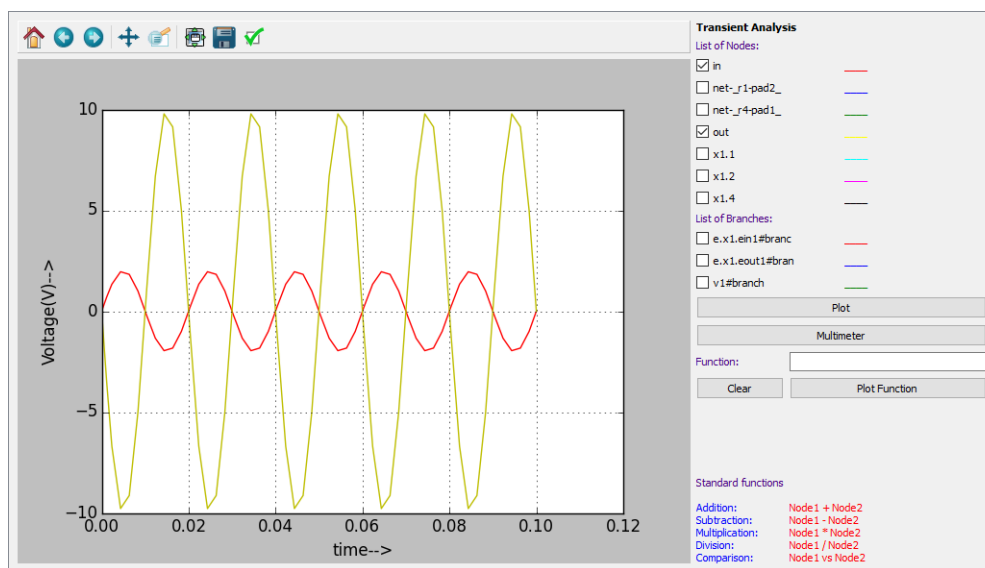 Transient Analysis
List of Nodes:
in
net-_r1-pad2_
net-_r4-pad1_
out
x1.1
x1.2
x1.4
List of Branches:
e.x1.ein1#branc
e.x1.eout1#bran
v1#branch
Plot
Multimeter
Function:
Clear Plot Function
Standard functions
Addition: Node1 + Node2
Subtraction: Node1 - Node2
Multiplication: Node1 * Node2
Division: Node1 / Node2
Comparison: Node1 vs Node2
10
5
0
−5
−10
Voltage(V)-->
0.00 0.02 0.04 0.06 0.08 0.10 0.12
time-->